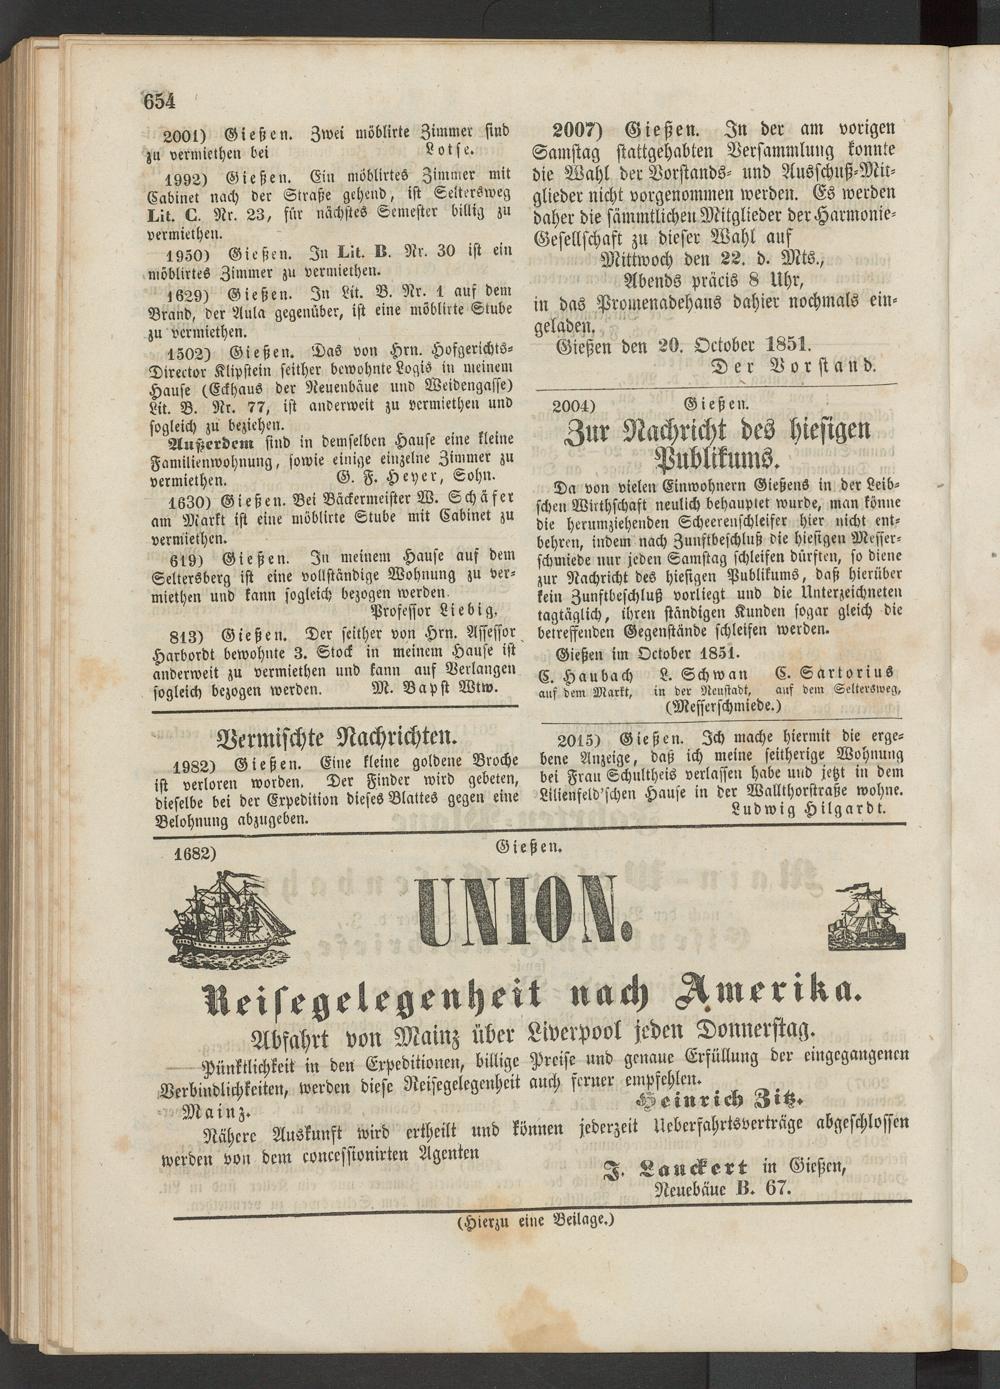 654
2001) Gießen. Zwei möblirte Zimmer sind
zu vermiethen bei Lotse.
1992) Gießen. Ein möblirtes Zimmer mit
Cabinet nach der Straße gehend, ist Seltersweg
Lit. C. Nr. 23, für nächstes Semester billig zu
vermiethen.
1950) Gießen. In Lit. B. Nr. 30 ist ein
möblirtes Zimmer zu vermiethen.
1629) Gießen. In Lit. B. Nr. 1 auf dem
Brand, der Aula gegenüber, ist eine möblirte Stube
zu vermiethen.
1502) Gießen. Das von Hrn. Hofgerichts-
Director Klipstein seither bewohnte Logis in meinem
Hause (Eckhaus der Neuenbäue und Weidengasse)
Lit. B. Nr. 77, ist anderweit zu vermiethen und
sogleich zu beziehen.
Außerdem sind in demselben Hause eine kleine
Familienwohnung, sowie einige einzelne Zimmer zu
vermiethen. G. F. Heyer, Sohn.
1630) Gießen. Bei Bäckermeister W. Schäfer
am Markt ist eine möblirte Stube mit Cabinet zu
vermiethen.
619) Gießen. In meinem Hause auf dem
Seltersberg ist eine vollständige Wohnung zu ver-
miethen und kann sogleich bezogen werden.
Professor Liebig.
813) Gießen. Der seither von Hrn. Assessor
Harbordt bewohnte 3. Stock in meinem Hause ist
anderweit zu vermiethen und kann auf Verlangen
sogleich bezogen werden. M. Bapst Wtw.
Vermischte Nachrichten.
1982) Gießen. Eine kleine goldene Broche
ist verloren worden. Der Finder wird gebeten,
dieselbe bei der Expedition dieses Blattes gegen eine
Belohnung abzugeben.
2007) Gießen. In der am vorigen
Samstag stattgehabten Versammlung konnte
die Wahl der Vorstands- und Ausschuß-Mit-
glieder nicht vorgenommen werden. Es werden
daher die sämmtlichen Mitglieder der Harmonie-
Gesellschaft zu dieser Wahl auf
Mittwoch den 22. d. Mts.,
Abends präcis 8 Uhr,
in das Promenadehaus dahier nochmals ein-
geladen.
Gießen den 20. October 1851.
Der Vorstand.
2004) Gießen.
Zur Nachricht des hiesigen
Publikums.
Da von vielen Einwohnern Gießens in der Leib-
schen Wirthschaft neulich behauptet wurde, man könne
die herumziehenden Scheerenschleifer hier nicht ent-
behren, indem nach Zunftbeschluß die hiesigen Messer-
schmiede nur jeden Samstag schleifen dürften, so diene
zur Nachricht des hiesigen Publikums, daß hierüber
kein Zunftbeschluß vorliegt und die Unterzeichneten
tagtäglich, ihren ständigen Kunden sogar gleich die
betreffenden Gegenstände schleifen werden.
Gießen im October 1851.
C. Haubach L. Schwan C. Sartorius
auf dem Markt, in der Neustadt, auf dem Seltersweg,
(Messerschmiede.)
2015) Gießen. Ich mache hiermit die erge-
bene Anzeige, daß ich meine seitherige Wohnung
bei Frau Schultheis verlassen habe und jetzt in dem
Lilienfeld'schen Hause in der Wallthorstraße wohne.
Ludwig Hilgardt.
1682) Gießen.
UNION.
Reisegelegenheit nach Amerika.
Abfahrt von Mainz über Liverpool jeden Donnerstag.
Pünktlichkeit in den Expeditionen, billige Preise und genaue Erfüllung der eingegangenen
Verbindlichkeiten, werden diese Reisegelegenheit auch ferner empfehlen.
Mainz. Heinrich Zitz.
Nähere Auskunft wird ertheilt und können jederzeit Ueberfahrtsverträge abgeschlossen
werden von dem concessionirten Agenten
J. Lanckert in Gießen,
Neuebäue B. 67.
(Hierzu eine Beilage.)